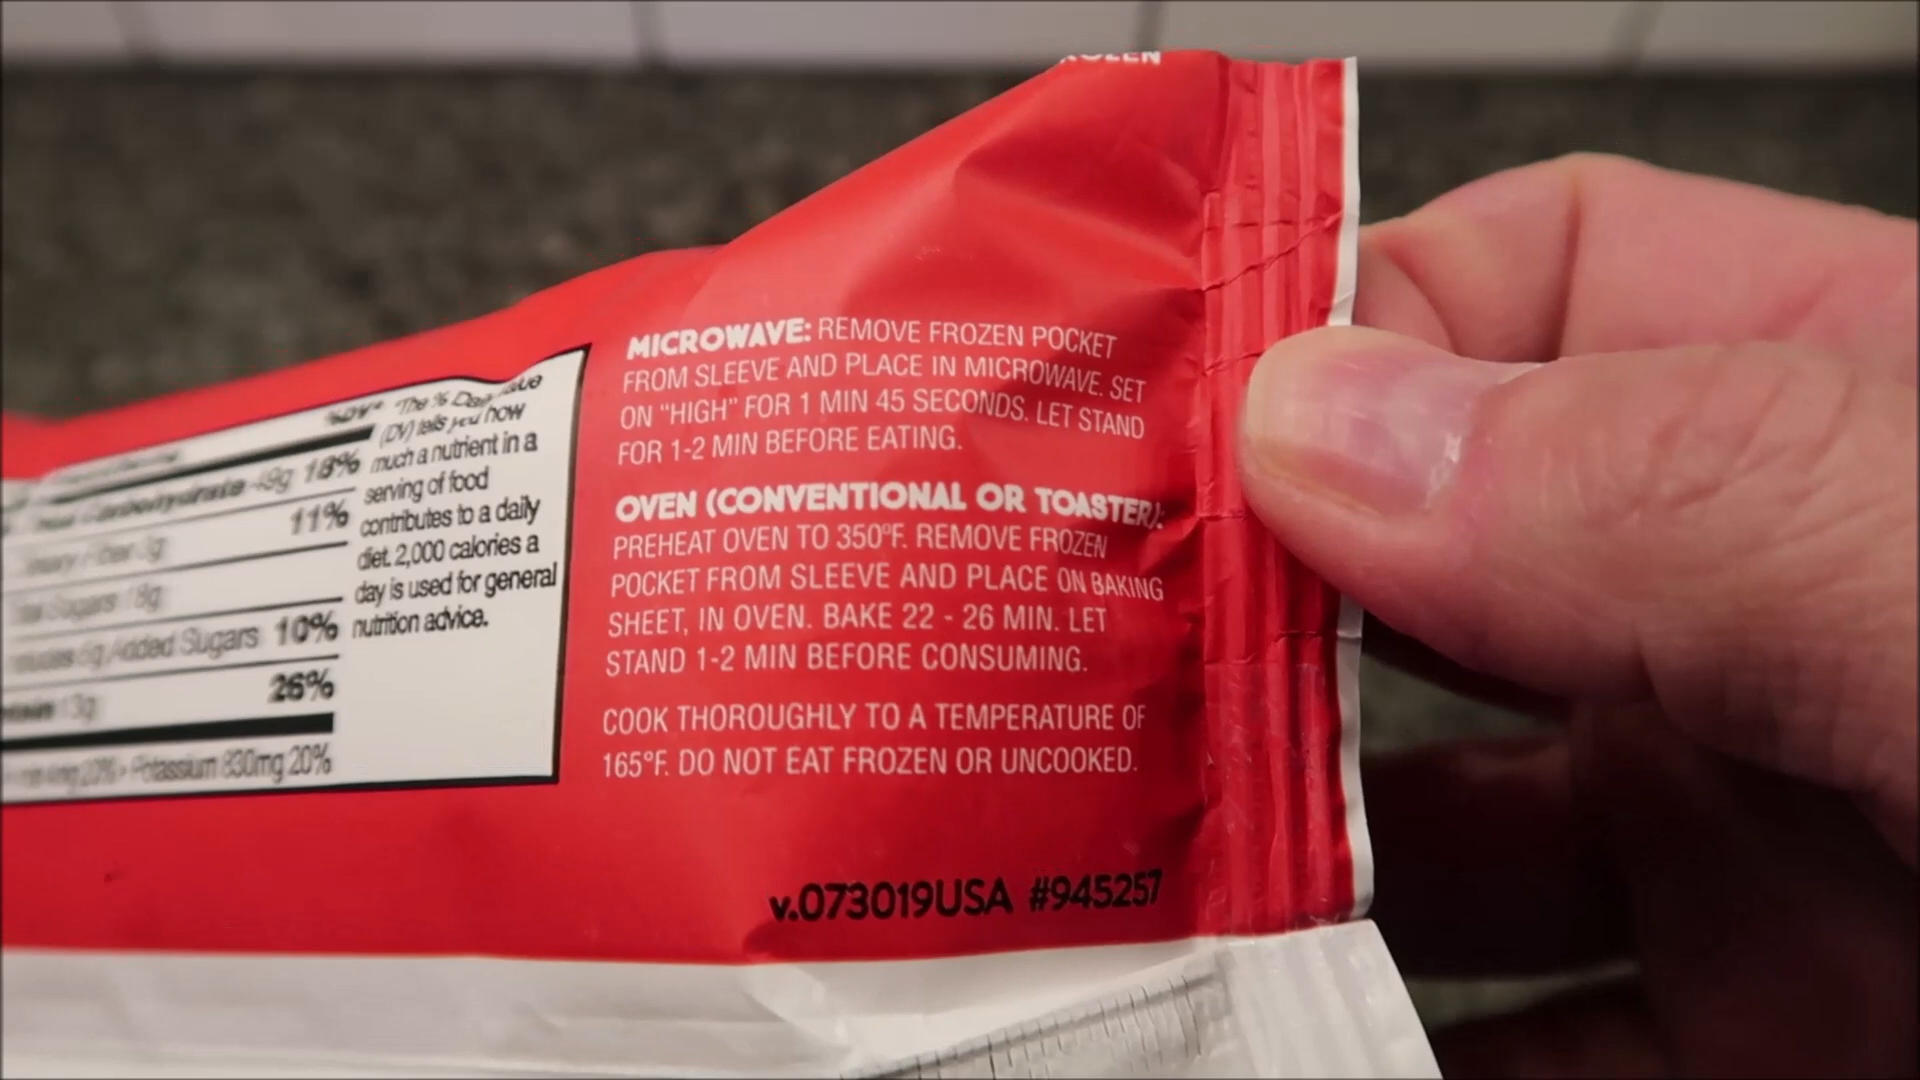 MICROWAVE: REMOVE FROZEN POCKET
FROM SLEEVE AND PLACE IN MICROWAVE. SET
ON "HIGH" FOR 1 MIN 45 SECONDS. LET STAND
FOR 1-2 MIN BEFORE EATING.
OVEN (CONVENTIONAL OR TOASTER):
PREHEAT OVEN TO 350°F. REMOVE FROZEN
POCKET FROM SLEEVE AND PLACE ON BAKING
SHEET, IN OVEN. BAKE 22 - 26 MIN. LET
STAND 1-2 MIN BEFORE CONSUMING.
COOK THOROUGHLY TO A TEMPERATURE OF
165°F. DO NOT EAT FROZEN OR UNCOOKED.
v.073019USA #945257
%DV*
Carbohydrate 49g 18%
11%
Sugars 18g
Added Sugars 10%
13g 26%
Potassium 830mg 20%
*The % Daily
(DV) tells you how
much a nutrient in a
serving of food
contributes to a daily
diet. 2,000 calories a
day is used for general
nutrition advice.